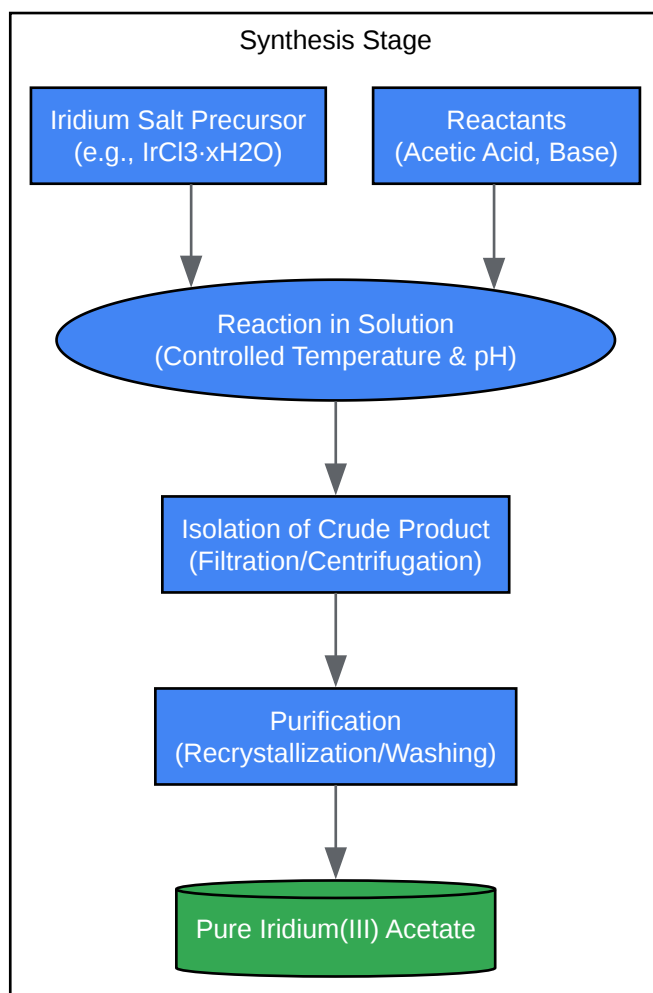 Synthesis Stage
Iridium Salt Precursor
(e.g., IrCl3·xH2O)
Reactants
(Acetic Acid, Base)
Reaction in Solution
(Controlled Temperature & pH)
Isolation of Crude Product
(Filtration/Centrifugation)
Purification
(Recrystallization/Washing)
Pure Iridium(III) Acetate